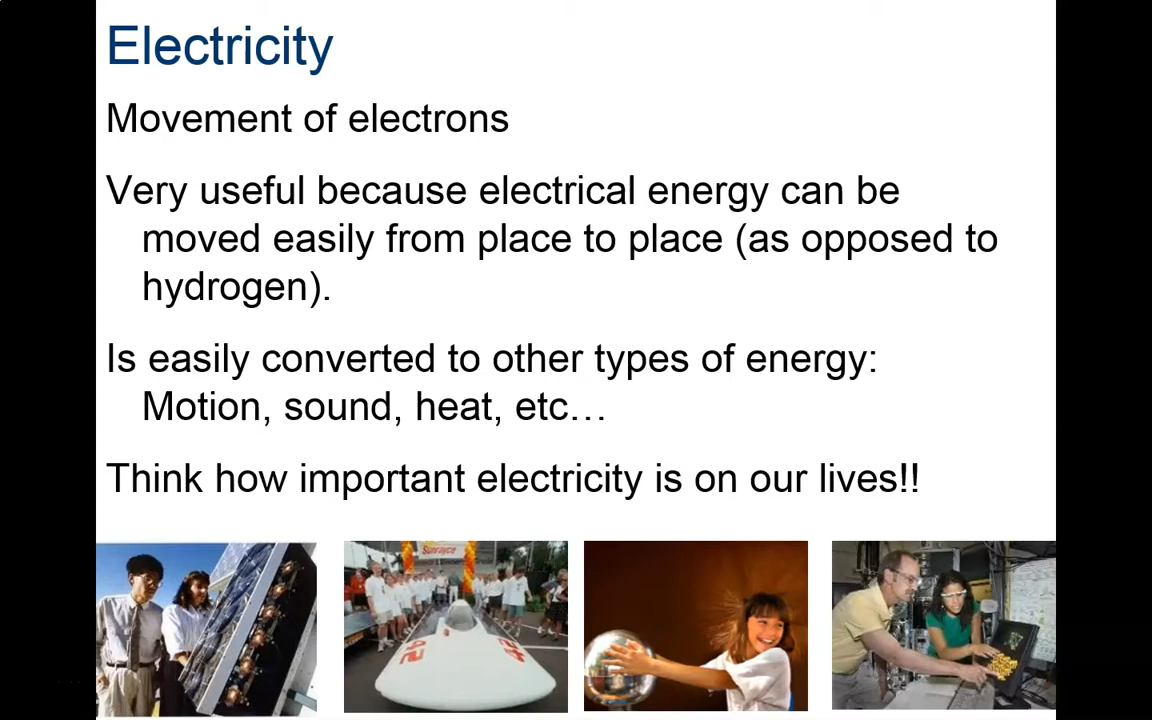 Electricity
Movement of electrons
Very useful because electrical energy can be
moved easily from place to place (as opposed to
hydrogen).
Is easily converted to other types of energy:
Motion, sound, heat, etc…
Think how important electricity is on our lives!!
Sunrayce
42